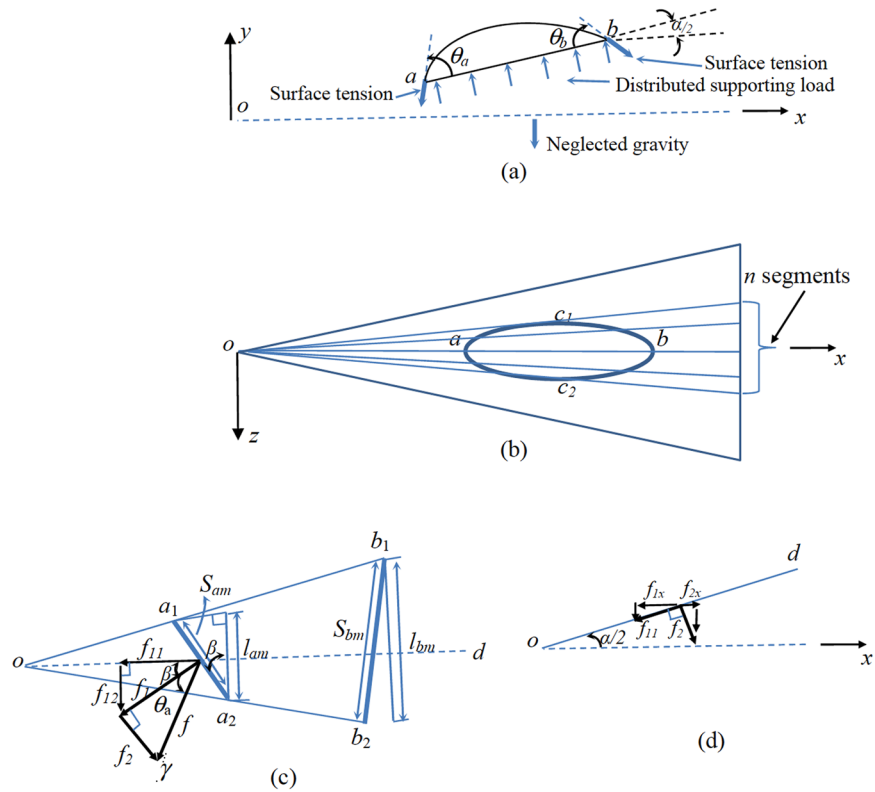 y
b
α/2
θb
θa
a
Surface tension
Surface tension
Distributed supporting load
o
x
Neglected gravity
(a)
n segments
c1
o
a
b
x
c2
z
(b)
b1
d
Sam
a1
Sbm
lbm
f11
β
lam
d
o
α/2
f1x
f2x
f11
f2
x
o
β
f12
f1
θa
f
a2
f2
γ
b2
(c)
(d)